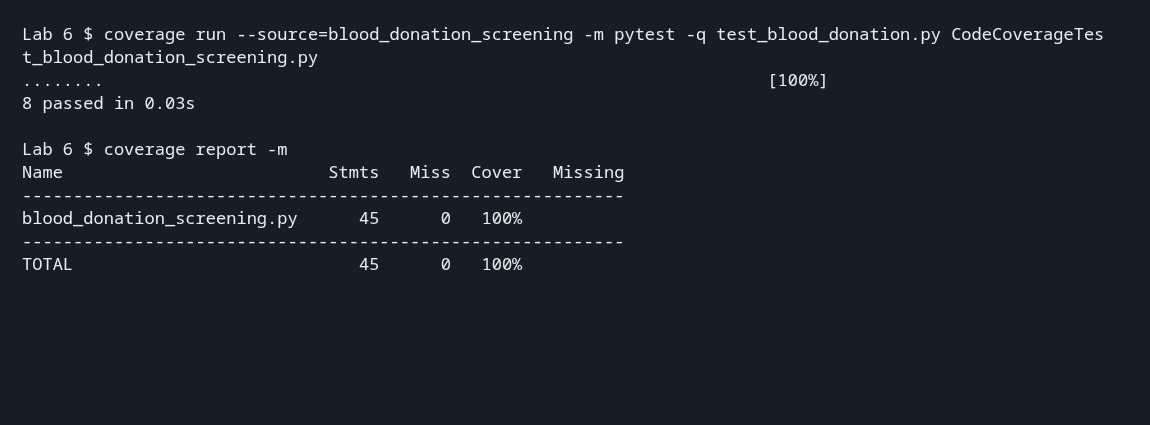 Lab 6 $ coverage run --source=blood_donation_screening -m pytest -q test_blood_donation.py CodeCoverageTes
t_blood_donation_screening.py
........ [100%]
8 passed in 0.03s
Lab 6 $ coverage report -m
Name Stmts Miss Cover Missing
-----------------------------------------------------------
blood_donation_screening.py 45 0 100%
-----------------------------------------------------------
TOTAL 45 0 100%